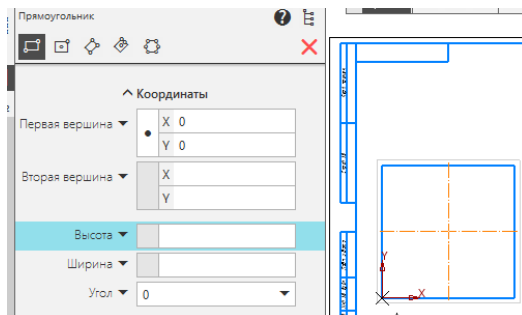 Прямоугольник
Координаты
Первая вершина
X 0
Y 0
Вторая вершина
X
Y
Высота
Ширина
Угол 0
Y
X